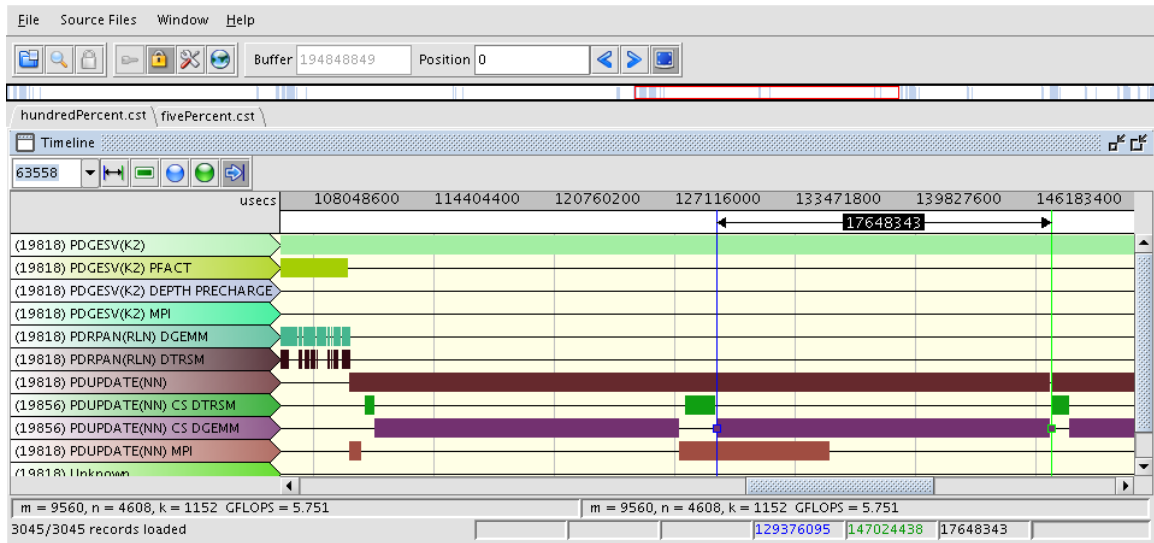 File Source Files Window Help
Buffer 194848849 Position 0
hundredPercent.cst fivePercent.cst
Timeline
63558
usecs 108048600 114404400 120760200 127116000 133471800 139827600 146183400
17648343
(19818) PDGESV(K2)
(19818) PDGESV(K2) PFACT
(19818) PDGESV(K2) DEPTH PRECHARGE
(19818) PDGESV(K2) MPI
(19818) PDRPAN(RLN) DGEMM
(19818) PDRPAN(RLN) DTRSM
(19818) PDUPDATE(NN)
(19856) PDUPDATE(NN) CS DTRSM
(19856) PDUPDATE(NN) CS DGEMM
(19818) PDUPDATE(NN) MPI
(19818) Unknown
m = 9560, n = 4608, k = 1152 GFLOPS = 5.751 m = 9560, n = 4608, k = 1152 GFLOPS = 5.751
3045/3045 records loaded 129376095 147024438 17648343